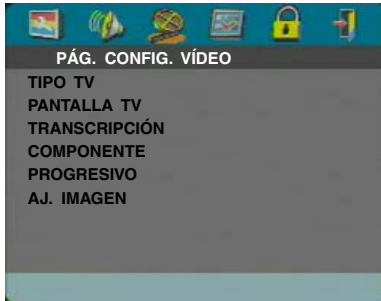 PÁG. CONFIG. VÍDEO
TIPO TV
PANTALLA TV
TRANSCRIPCIÓN
COMPONENTE
PROGRESIVO
AJ. IMAGEN